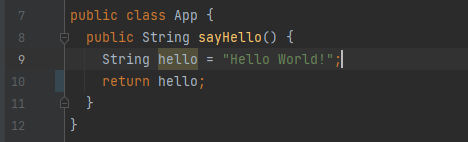 7 public class App {
8 public String sayHello() {
9 String hello = "Hello World!";
10 return hello;
11 }
12 }